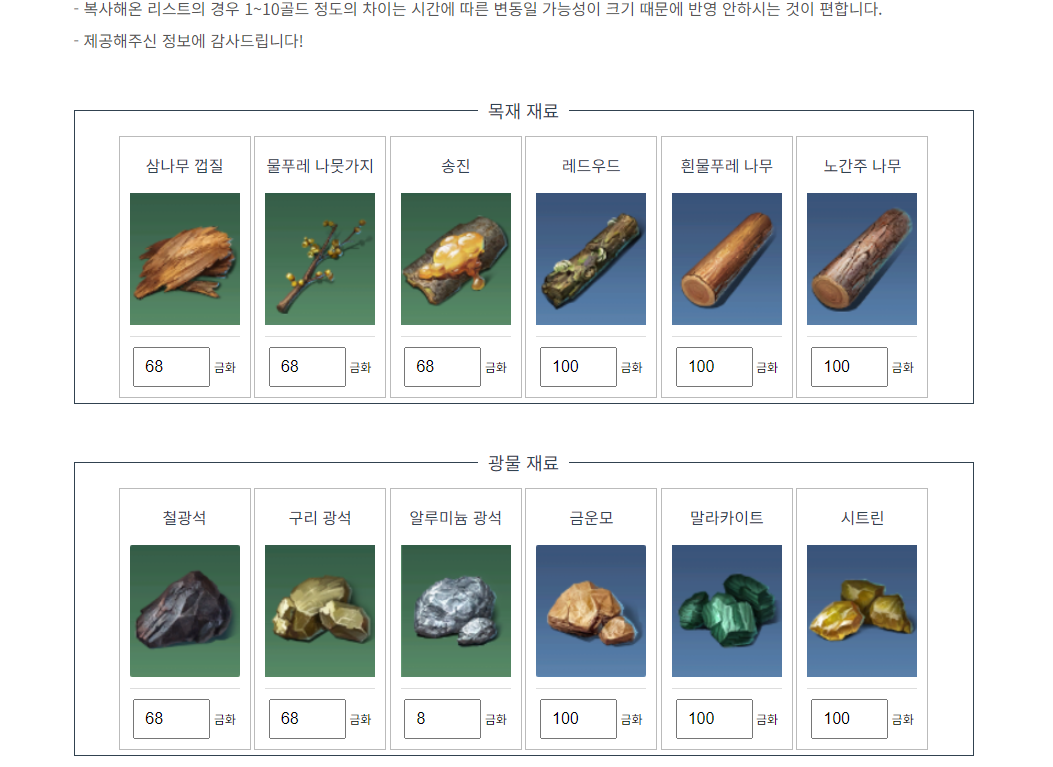 - 복사해온 리스트의 경우 1~10골드 정도의 차이는 시간에 따른 변동일 가능성이 크기 때문에 반영 안하시는 것이 편합니다.
- 제공해주신 정보에 감사드립니다!
목재 재료
삼나무 껍질 물푸레 나뭇가지 송진 레드우드 흰물푸레 나무 노간주 나무
68 금화 68 금화 68 금화 100 금화 100 금화 100 금화
광물 재료
철광석 구리 광석 알루미늄 광석 금운모 말라카이트 시트린
68 금화 68 금화 8 금화 100 금화 100 금화 100 금화